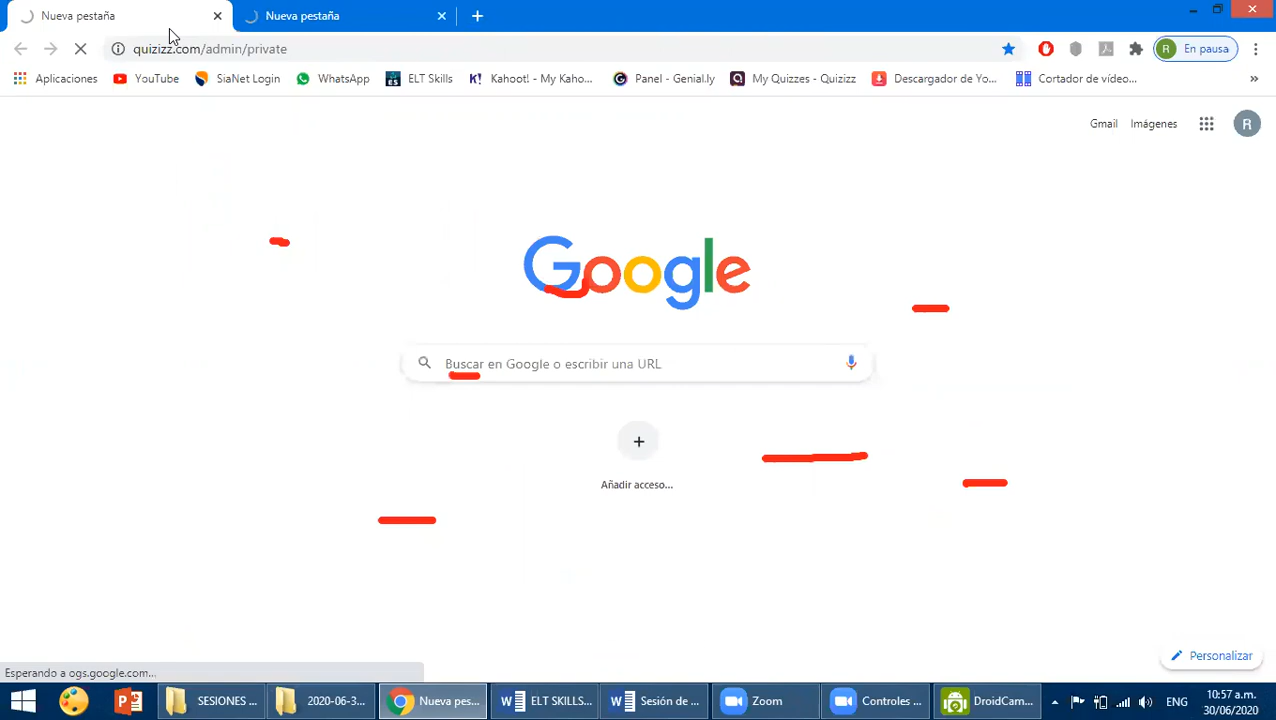 Nueva pestaña
Nueva pestaña
quizizz.com/admin/private
R En pausa
Aplicaciones YouTube SiaNet Login WhatsApp ELT Skills Kahoot! - My Kaho... Panel - Genial.ly My Quizzes - Quizizz Descargador de Yo... Cortador de vídeo... »
Gmail Imágenes R
Google
Buscar en Google o escribir una URL
Añadir acceso...
Personalizar
Esperando a ogs.google.com...
SESIONES ... 2020-06-3... Nueva pes... ELT SKILLS... Sesión de ... Zoom Controles ... DroidCam... ENG 10:57 a.m.
30/06/2020